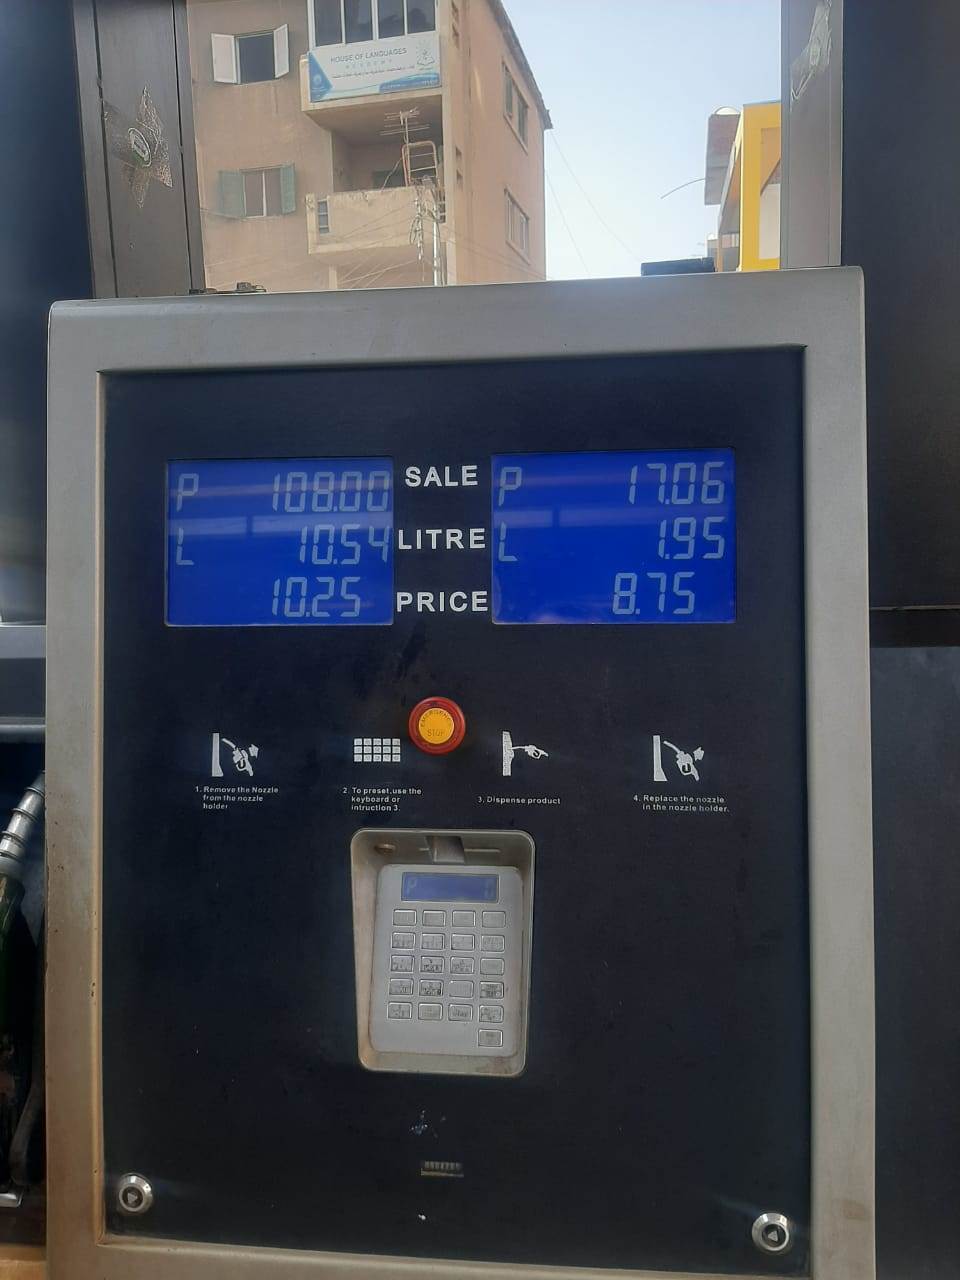 HOUSE OF LANGUAGES
ACADEMY
P 108.00 SALE P 17.06
L 10.54 LITRE L 1.95
10.25 PRICE 8.75
EMERGENCY
STOP
1. Remove the Nozzle
from the nozzle
holder
2. To preset,use the
keyboard or
intruction 3.
3. Dispense product
4. Replace the nozzle
in the nozzle holder.
P